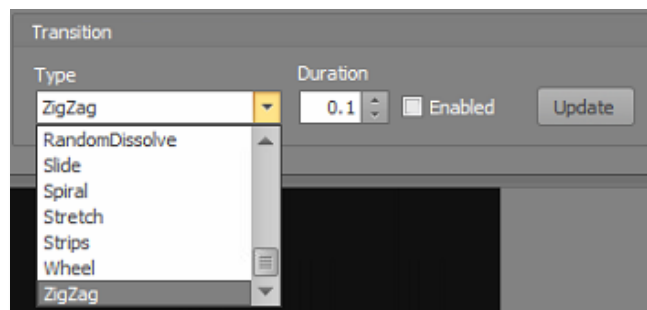 Transition
Type Duration
ZigZag 0.1 Enabled Update
RandomDissolve
Slide
Spiral
Stretch
Strips
Wheel
ZigZag